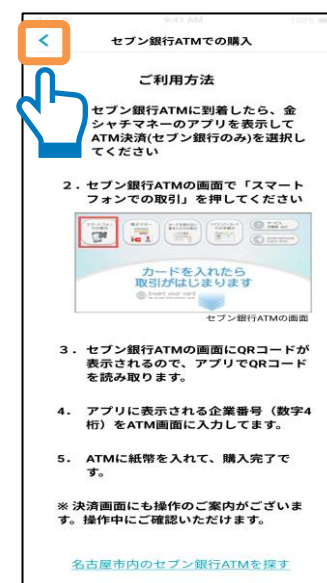 9:41 AM
100%
セブン銀行ATMでの購入
ご利用方法
セブン銀行ATMに到着したら、金
シャチマネーのアプリを表示して
ATM決済(セブン銀行のみ)を選択し
てください
2. セブン銀行ATMの画面で「スマート
フォンでの取引」を押してください
カードを入れたら
取引がはじまります
Insert your card
セブン銀行ATMの画面
3. セブン銀行ATMの画面にQRコードが
表示されるので、アプリでQRコード
を読み取ります。
4. アプリに表示される企業番号（数字4
桁）をATM画面に入力してます。
5. ATMに紙幣を入れて、購入完了で
す。
※ 決済画面にも操作のご案内がございま
す。操作中にご確認いただけます。
名古屋市内のセブン銀行ATMを探す